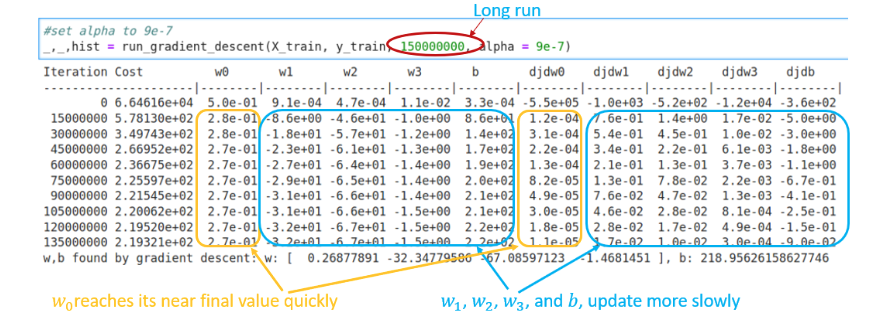 Long run
#set alpha to 9e-7
_,_,hist = run_gradient_descent(X_train, y_train, 150000000, alpha = 9e-7)
Iteration Cost w0 w1 w2 w3 b djdw0 djdw1 djdw2 djdw3 djdb
---------------------|--------|--------|--------|--------|--------|--------|--------|--------|--------|--------|
0 6.64616e+04 5.0e-01 9.1e-04 4.7e-04 1.1e-02 3.3e-04 -5.5e+05 -1.0e+03 -5.2e+02 -1.2e+04 -3.6e+02
15000000 5.78130e+02 2.8e-01 -8.6e+00 -4.6e+01 -1.0e+00 8.6e+01 1.2e-04 7.6e-01 1.4e+00 1.7e-02 -5.0e+00
30000000 3.49743e+02 2.8e-01 -1.8e+01 -5.7e+01 -1.2e+00 1.4e+02 3.1e-04 5.4e-01 4.5e-01 1.0e-02 -3.0e+00
45000000 2.66952e+02 2.7e-01 -2.3e+01 -6.1e+01 -1.3e+00 1.7e+02 2.2e-04 3.4e-01 2.2e-01 6.1e-03 -1.8e+00
60000000 2.36675e+02 2.7e-01 -2.7e+01 -6.4e+01 -1.4e+00 1.9e+02 1.3e-04 2.1e-01 1.3e-01 3.7e-03 -1.1e+00
75000000 2.25597e+02 2.7e-01 -2.9e+01 -6.5e+01 -1.4e+00 2.0e+02 8.2e-05 1.3e-01 7.8e-02 2.2e-03 -6.7e-01
90000000 2.21545e+02 2.7e-01 -3.1e+01 -6.6e+01 -1.4e+00 2.1e+02 4.9e-05 7.6e-02 4.7e-02 1.3e-03 -4.1e-01
105000000 2.20062e+02 2.7e-01 -3.1e+01 -6.6e+01 -1.5e+00 2.1e+02 3.0e-05 4.6e-02 2.8e-02 8.1e-04 -2.5e-01
120000000 2.19520e+02 2.7e-01 -3.2e+01 -6.7e+01 -1.5e+00 2.2e+02 1.8e-05 2.8e-02 1.7e-02 4.9e-04 -1.5e-01
135000000 2.19321e+02 2.7e-01 -3.2e+01 -6.7e+01 -1.5e+00 2.2e+02 1.1e-05 1.7e-02 1.0e-02 3.0e-04 -9.0e-02
w,b found by gradient descent: w: [ 0.26877891 -32.34779586 -67.08597123 -1.4681451 ], b: 218.95626158627746
w₀ reaches its near final value quickly
w₁, w₂, w₃, and b, update more slowly